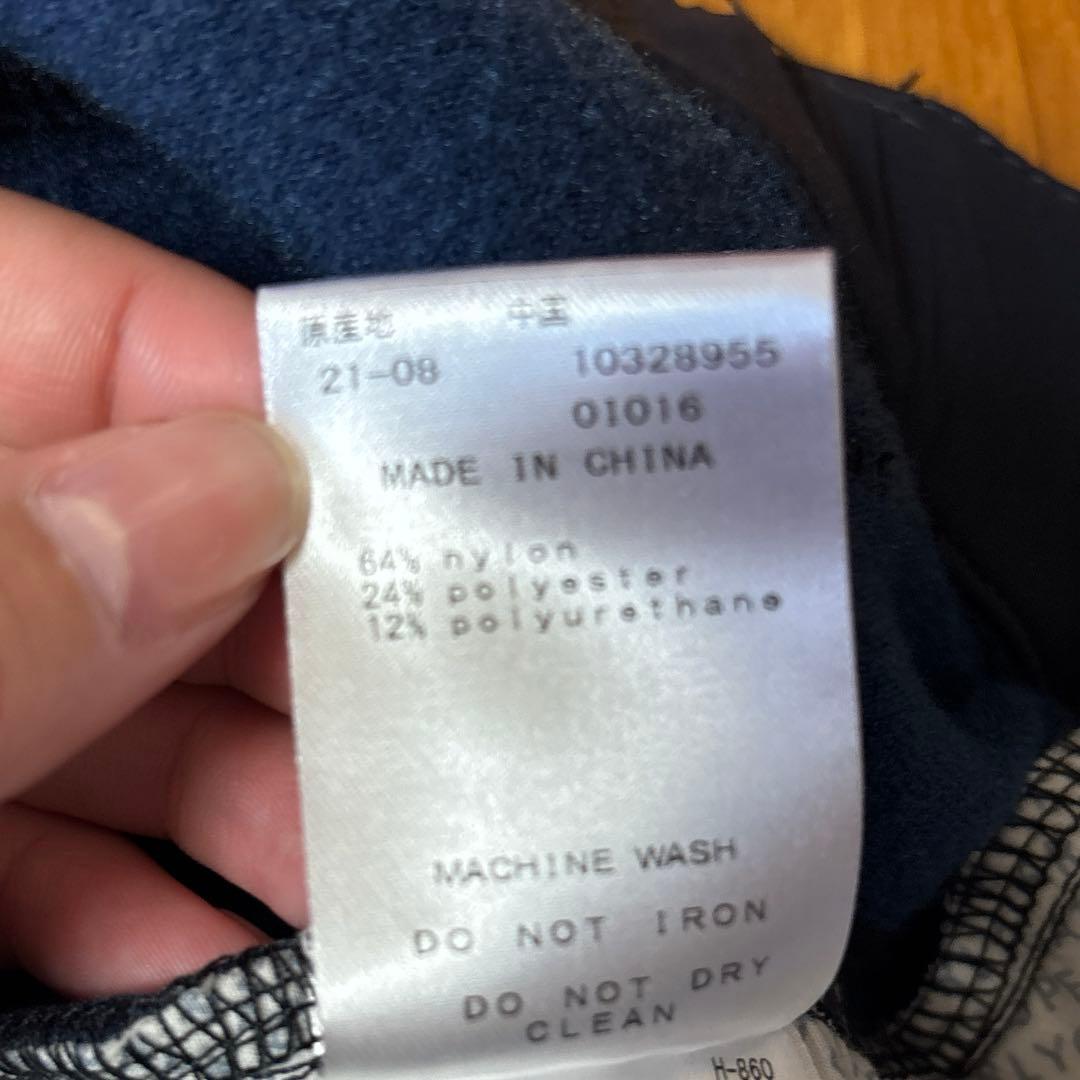 原産地 中国
21-08 10328955
01016
MADE IN CHINA
64% nylon
24% polyester
12% polyurethane
MACHINE WASH
DO NOT IRON
DO NOT DRY
CLEAN
H-860